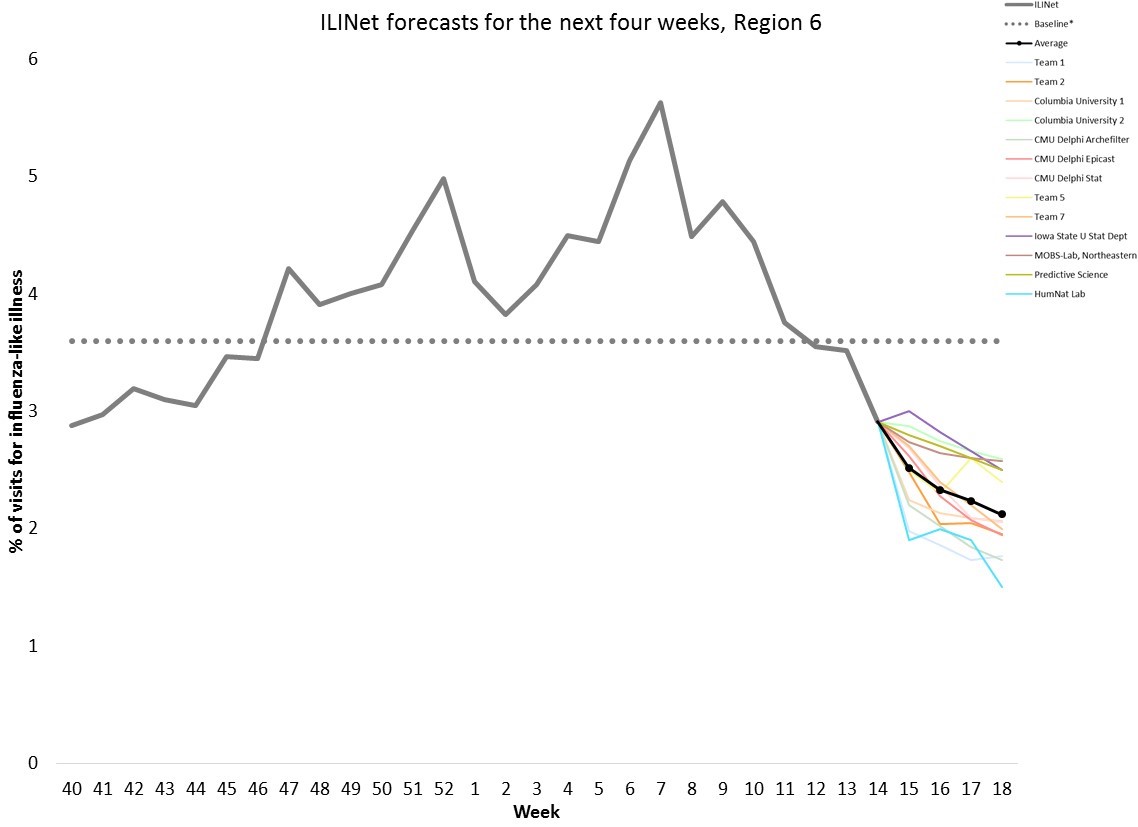 ILINet forecasts for the next four weeks, Region 6
ILINet
Baseline*
Average
Team 1
Team 2
Columbia University 1
Columbia University 2
CMU Delphi Archefilter
CMU Delphi Epicast
CMU Delphi Stat
Team 5
Team 7
Iowa State U Stat Dept
MOBS-Lab, Northeastern
Predictive Science
HumNat Lab
% of visits for influenza-like illness
6
5
4
3
2
1
0
40 41 42 43 44 45 46 47 48 49 50 51 52 1 2 3 4 5 6 7 8 9 10 11 12 13 14 15 16 17 18
Week